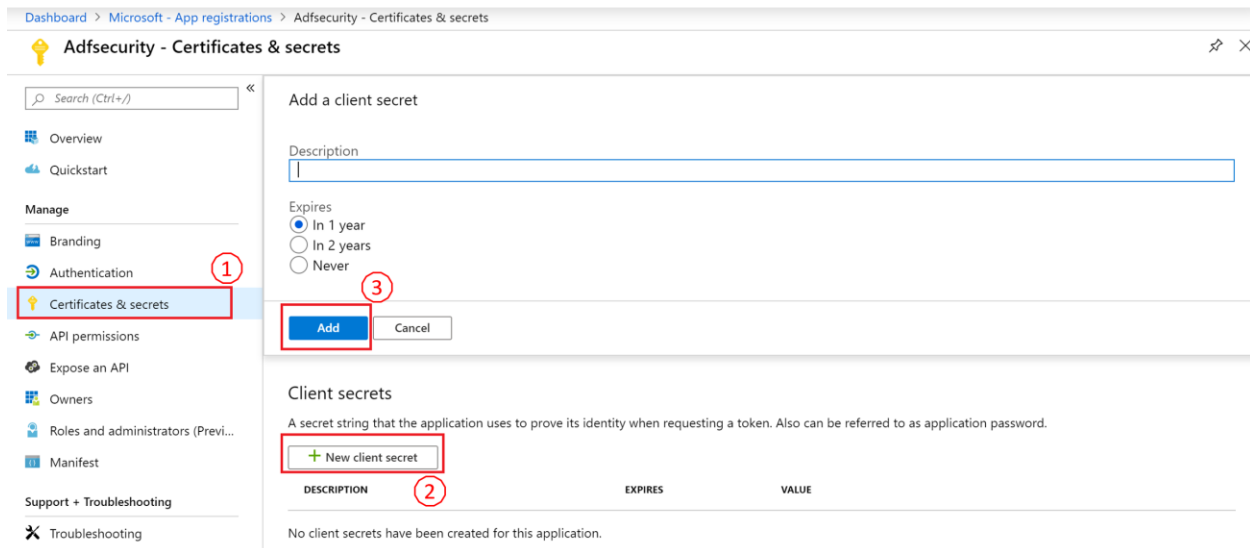 Dashboard > Microsoft - App registrations > Adfsecurity - Certificates & secrets
Adfsecurity - Certificates & secrets
Search (Ctrl+/)
«
Overview
Quickstart
Manage
Branding
Authentication
1
Certificates & secrets
API permissions
Expose an API
Owners
Roles and administrators (Previ...
Manifest
Support + Troubleshooting
Troubleshooting
Add a client secret
Description
Expires
In 1 year
In 2 years
Never
3
Add Cancel
Client secrets
A secret string that the application uses to prove its identity when requesting a token. Also can be referred to as application password.
+ New client secret
2
DESCRIPTION EXPIRES VALUE
No client secrets have been created for this application.